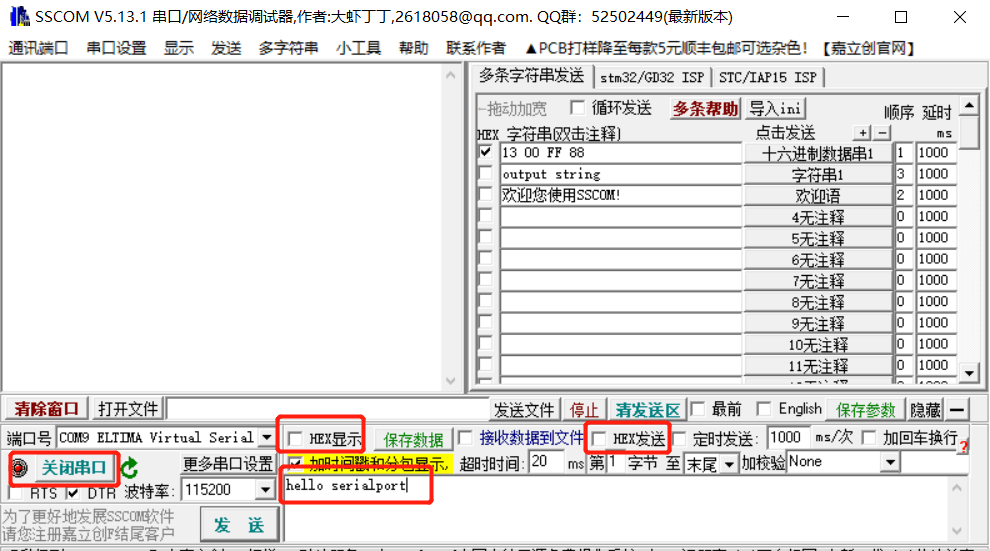 SSCOM V5.13.1 串口/网络数据调试器,作者:大虾丁丁,2618058@qq.com. QQ群：52502449(最新版本)
通讯端口 串口设置 显示 发送 多字符串 小工具 帮助 联系作者 ▲PCB打样降至每款5元顺丰包邮可选杂色！【嘉立创官网】
多条字符串发送 stm32/GD32 ISP STC/IAP15 ISP
拖动加宽 循环发送 多条帮助 导入ini 顺序 延时
HEX 字符串(双击注释) 点击发送 + - ms
13 00 FF 88 十六进制数据串1 1 1000
output string 字符串1 3 1000
欢迎您使用SSCOM! 欢迎语 2 1000
4无注释 0 1000
5无注释 0 1000
6无注释 0 1000
7无注释 0 1000
8无注释 0 1000
9无注释 0 1000
10无注释 0 1000
11无注释 0 1000
清除窗口 打开文件 发送文件 停止 清发送区 最前 English 保存参数 隐藏
端口号 COM9 ELTIMA Virtual Serial HEX显示 保存数据 接收数据到文件 HEX发送 定时发送: 1000 ms/次 加回车换行 ?
关闭串口 更多串口设置 加时间戳和分包显示, 超时时间: 20 ms 第 1 字节 至 末尾 加校验 None
RTS DTR 波特率: 115200 hello serialport
为了更好地发展SSCOM软件
请您注册嘉立创F结尾客户 发 送